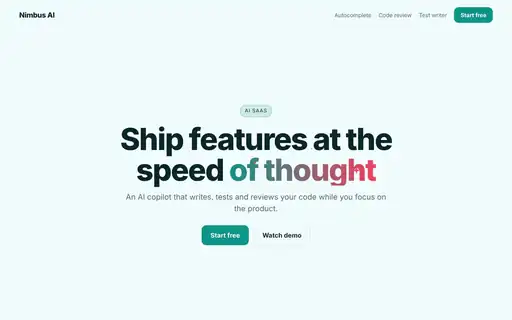 Nimbus AI
Autocomplete Code review Test writer Start free
AI SAAS
Ship features at the
speed of thought
An AI copilot that writes, tests and reviews your code while you focus on
the product.
Start free Watch demo